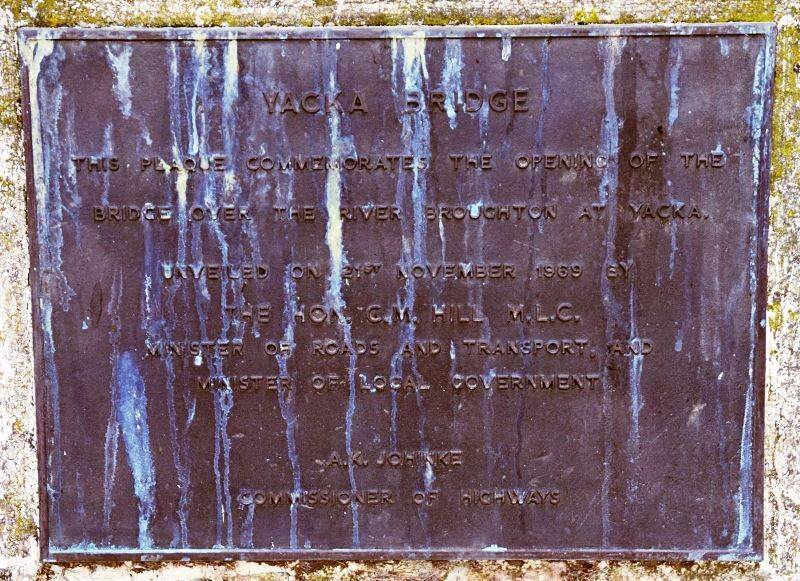 YACKA BRIDGE
THIS PLAQUE COMMEMORATES THE OPENING OF THE
BRIDGE OVER THE RIVER BROUGHTON AT YACKA.
UNVEILED ON 21ST NOVEMBER 1969 BY
THE HON. C.M. HILL M.L.C.
MINISTER OF ROADS AND TRANSPORT, AND
MINISTER OF LOCAL GOVERNMENT
A.K. JOHINKE
COMMISSIONER OF HIGHWAYS